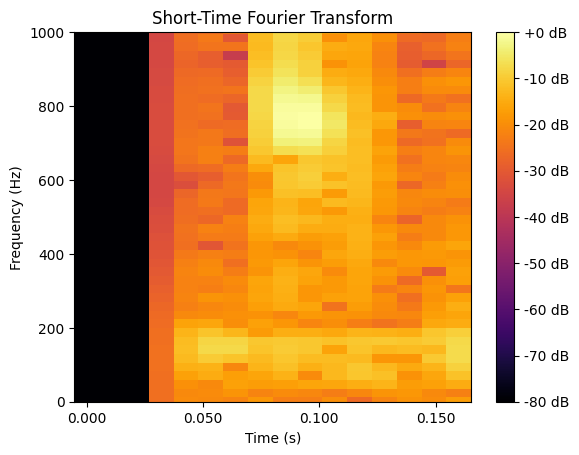 Short-Time Fourier Transform
1000
800
600
400
200
0
Frequency (Hz)
0.000
0.050
0.100
0.150
Time (s)
+0 dB
-10 dB
-20 dB
-30 dB
-40 dB
-50 dB
-60 dB
-70 dB
-80 dB